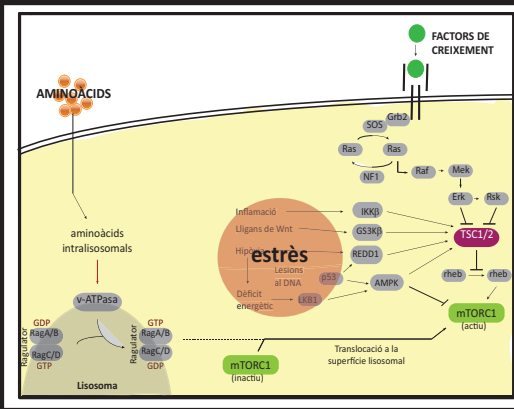 FACTORS DE
CREIXEMENT
AMINOÀCIDS
Grb2
SOS
Ras
Ras
NF1
Raf
Mek
Erk
Rsk
Inflamació
IKKβ
Lligans de Wnt
GS3Kβ
TSC1/2
Hipòxia
estrès
REDD1
Lesions
al DNA
p53
AMPK
Dèficit
energètic
LKB1
rheb
rheb
mTORC1
(actiu)
aminoàcids
intralisosomals
v-ATPasa
GDP
RagA/B
RagC/D
GTP
Ragulator
GTP
RagA/B
RagC/D
GDP
Ragulator
Lisosoma
mTORC1
(inactiu)
Translocació a la
superfície lisosomal